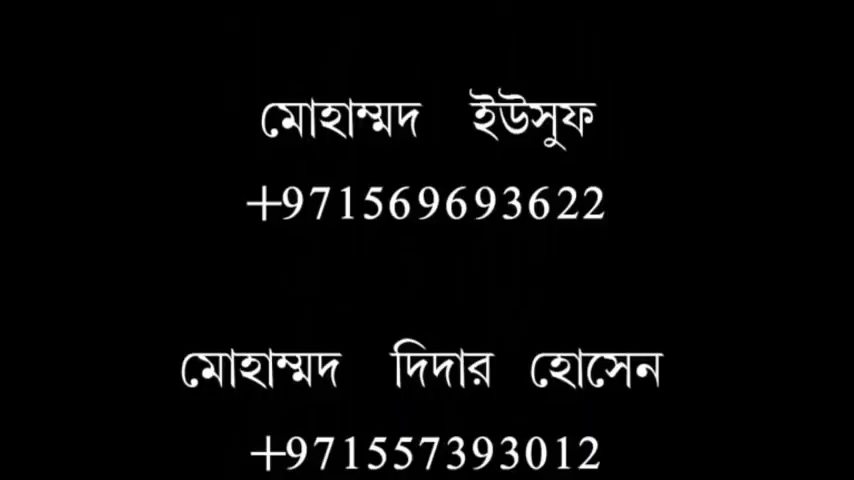 মোহাম্মদ ইউসুফ
+971569693622
মোহাম্মদ দিদার হোসেন
+971557393012